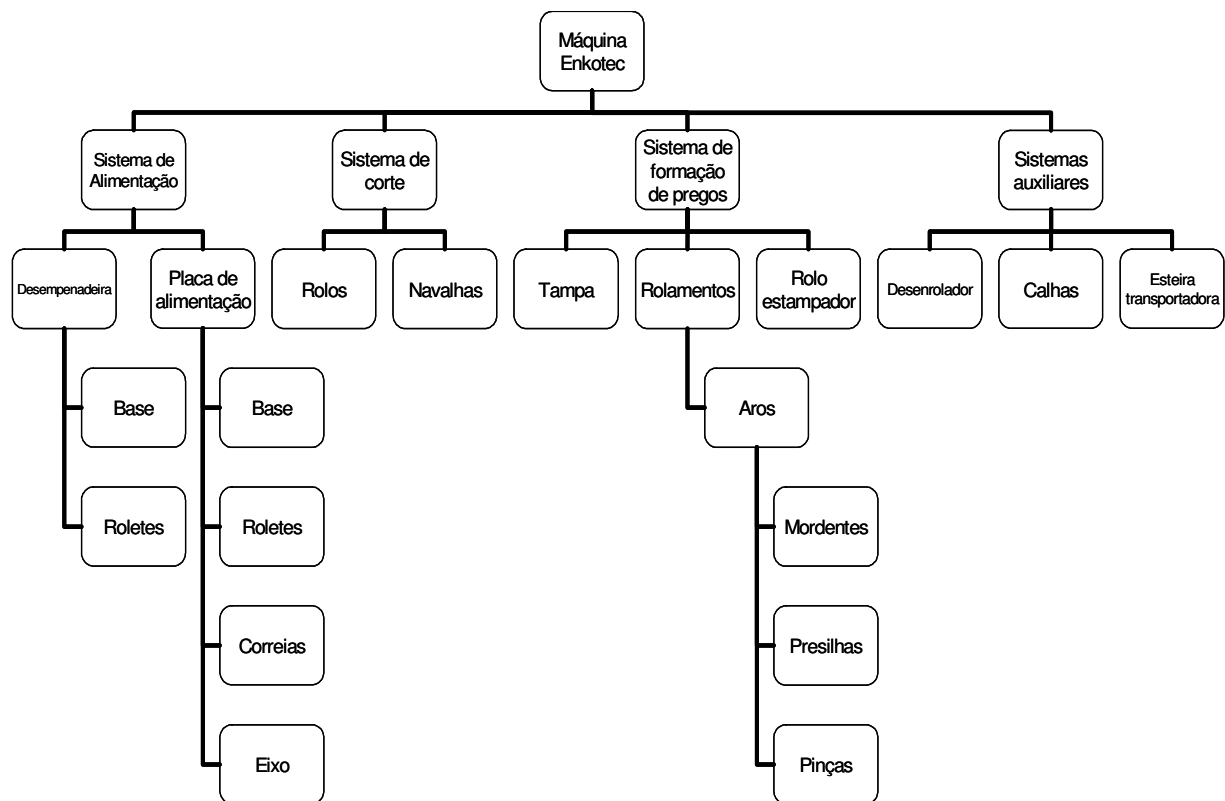 Máquina
Enkotec
Sistema de
Alimentação
Sistema de
corte
Sistema de
formação
de pregos
Sistemas
auxiliares
Desempenadeira
Placa de
alimentação
Rolos
Navalhas
Tampa
Rolamentos
Rolo
estampador
Desenrolador
Calhas
Esteira
transportadora
Base
Base
Aros
Roletes
Roletes
Mordentes
Correias
Presilhas
Eixo
Pinças